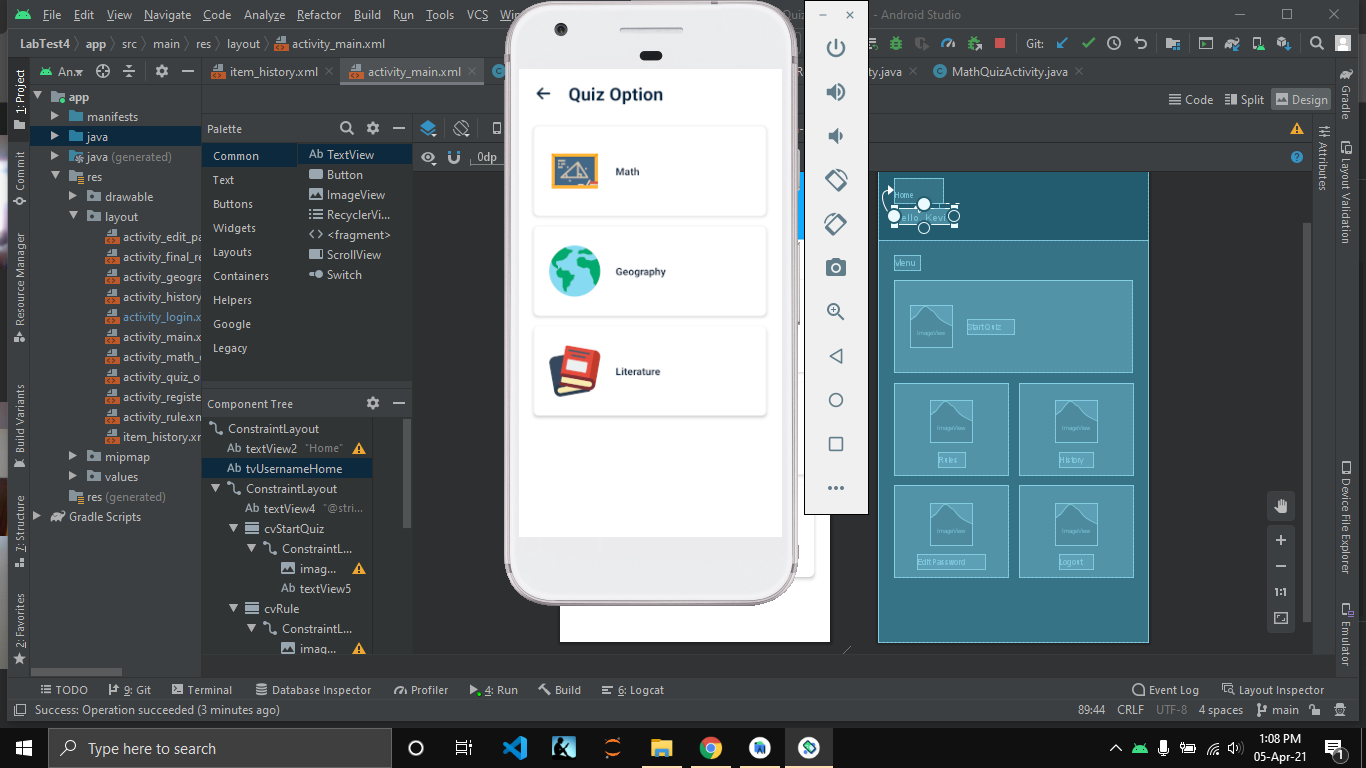 File Edit View Navigate Code Analyze Refactor Build Run Tools VCS
- Android Studio
LabTest4 app src main res layout activity_main.xml
Git:
An...
item_history.xml
activity_main.xml
MathQuizActivity.java
Code Split Design
1: Project
Commit
Resource Manager
Build Variants
7: Structure
2: Favorites
app
manifests
java
java (generated)
res
drawable
layout
activity_edit_pa
activity_final_re
activity_geogra
activity_history
activity_login.x
activity_main.x
activity_math_
activity_quiz_o
activity_registe
activity_rule.xm
item_history.xr
mipmap
values
res (generated)
Gradle Scripts
Palette
Common
Text
Buttons
Widgets
Layouts
Containers
Helpers
Google
Legacy
Ab TextView
Button
ImageView
RecyclerVi...
<fragment>
ScrollView
Switch
0dp
Component Tree
ConstraintLayout
Ab textView2 "Home"
Ab tvUsernameHome
ConstraintLayout
Ab textView4 "@stri...
cvStartQuiz
ConstraintL...
imag...
Ab textView5
cvRule
ConstraintL...
imag...
Quiz Option
Math
Geography
Literature
Home
Menu
ImageView
Start Quiz
ImageView
ImageView
Rules
History
ImageView
ImageView
Edit Password
Logout
1:1
Gradle
Attributes
Layout Validation
Device File Explorer
Emulator
TODO 9: Git Terminal Database Inspector Profiler 4: Run Build 6: Logcat
Event Log Layout Inspector
Success: Operation succeeded (3 minutes ago)
89:44 CRLF UTF-8 4 spaces main
Type here to search
1:08 PM
05-Apr-21
1